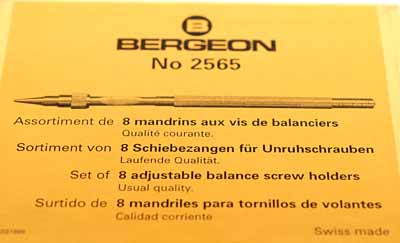 B
BERGEON
No 2565
Assortiment de 8 mandrins aux vis de balanciers
Qualité courante.
Sortiment von 8 Schiebezangen für Unruhschrauben
Laufende Qualität.
Set of 8 adjustable balance screw holders
Usual quality.
Surtido de 8 mandriles para tornillos de volantes
Calidad corriente
Swiss made